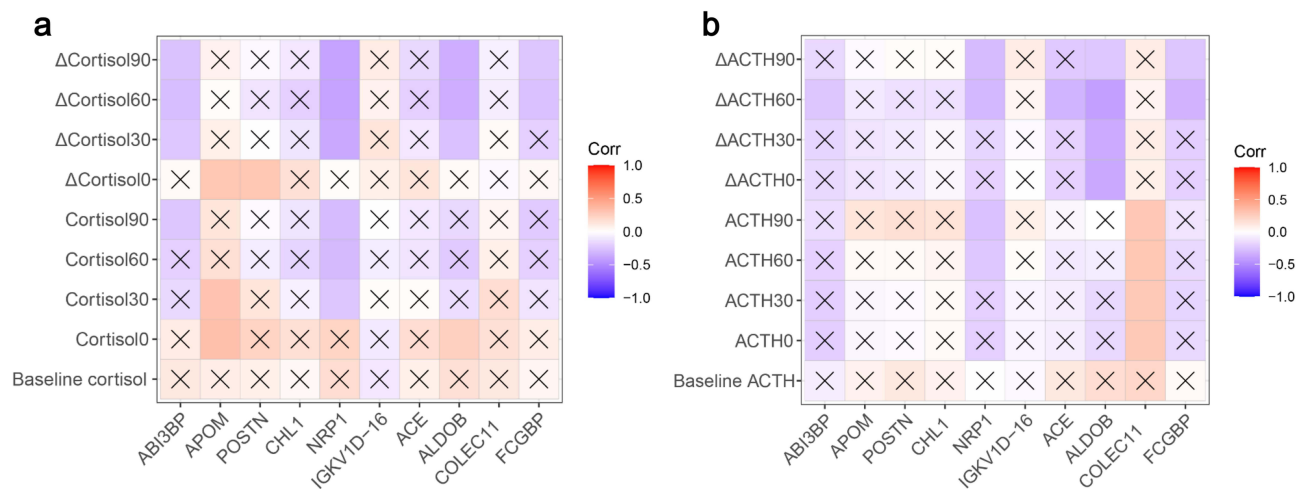 a
ΔCortisol90
ΔCortisol60
ΔCortisol30
ΔCortisol0
Cortisol90
Cortisol60
Cortisol30
Cortisol0
Baseline cortisol
ABI3BP
APOM
POSTN
CHL1
NRP1
IGKV1D-16
ACE
ALDOB
COLEC11
FCGBP
Corr
1.0
0.5
0.0
-0.5
-1.0
b
ΔACTH90
ΔACTH60
ΔACTH30
ΔACTH0
ACTH90
ACTH60
ACTH30
ACTH0
Baseline ACTH
ABI3BP
APOM
POSTN
CHL1
NRP1
IGKV1D-16
ACE
ALDOB
COLEC11
FCGBP
Corr
1.0
0.5
0.0
-0.5
-1.0